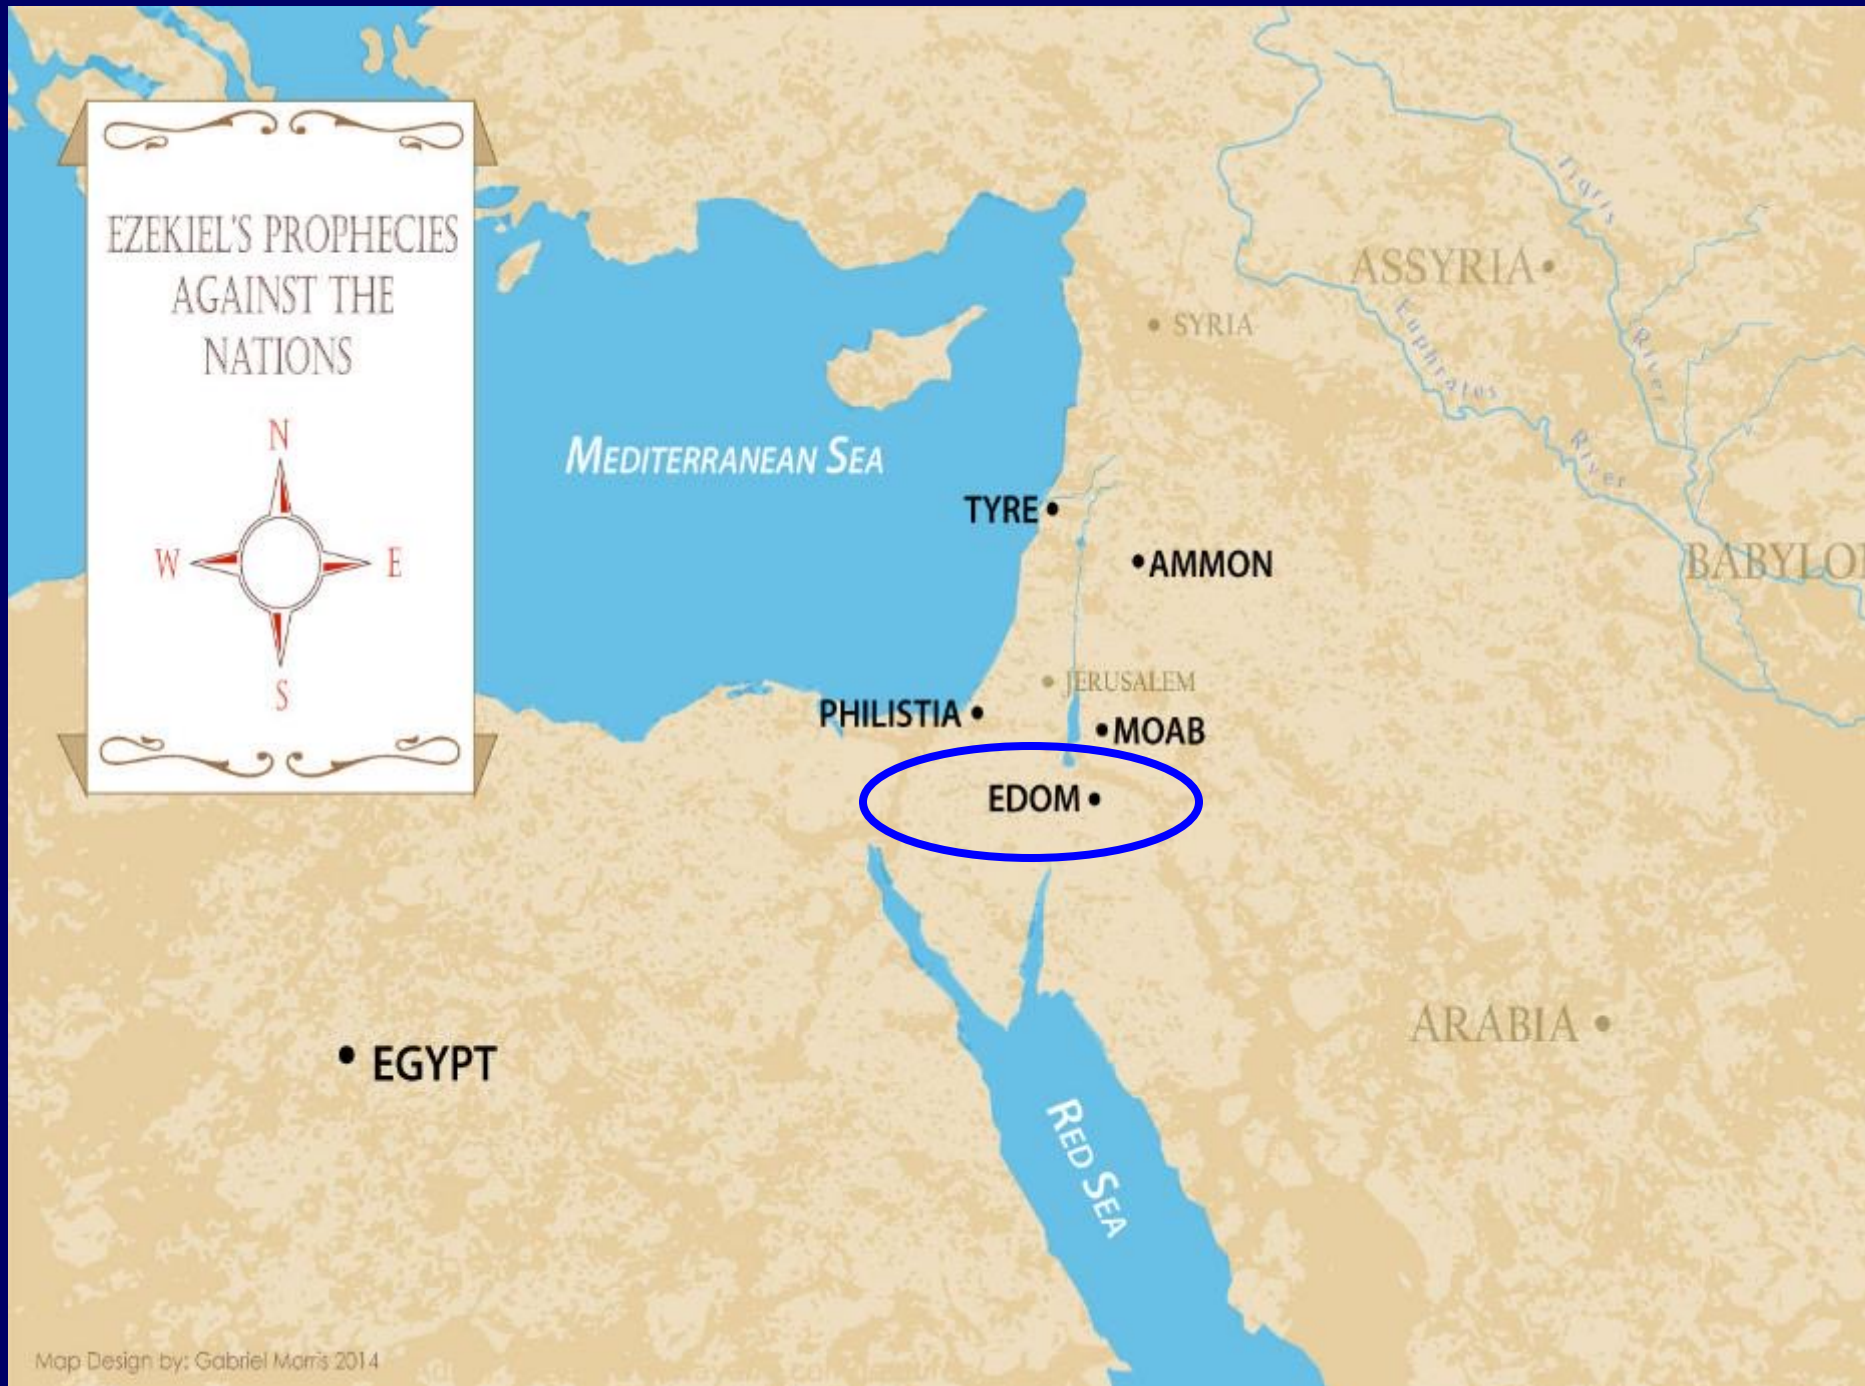 EZEKIEL'S PROPHECIES
AGAINST THE
NATIONS
N
W
E
S
MEDITERRANEAN SEA
TYRE
AMMON
SYRIA
ASSYRIA
Tigris
River
Euphrates
River
BABYLO
JERUSALEM
PHILISTIA
MOAB
EDOM
EGYPT
ARABIA
RED SEA
Map Design by: Gabriel Morris 2014